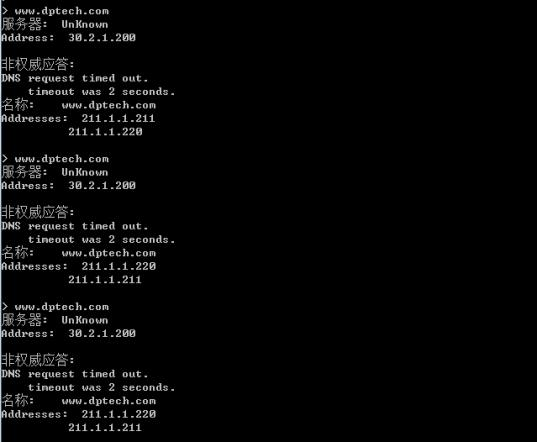 > www.dptech.com
服务器:  UnKnown
Address:  30.2.1.200
非权威应答:
DNS request timed out.
    timeout was 2 seconds.
名称:    www.dptech.com
Addresses:  211.1.1.211
          211.1.1.220
> www.dptech.com
服务器:  UnKnown
Address:  30.2.1.200
非权威应答:
DNS request timed out.
    timeout was 2 seconds.
名称:    www.dptech.com
Addresses:  211.1.1.220
          211.1.1.211
> www.dptech.com
服务器:  UnKnown
Address:  30.2.1.200
非权威应答:
DNS request timed out.
    timeout was 2 seconds.
名称:    www.dptech.com
Addresses:  211.1.1.220
          211.1.1.211